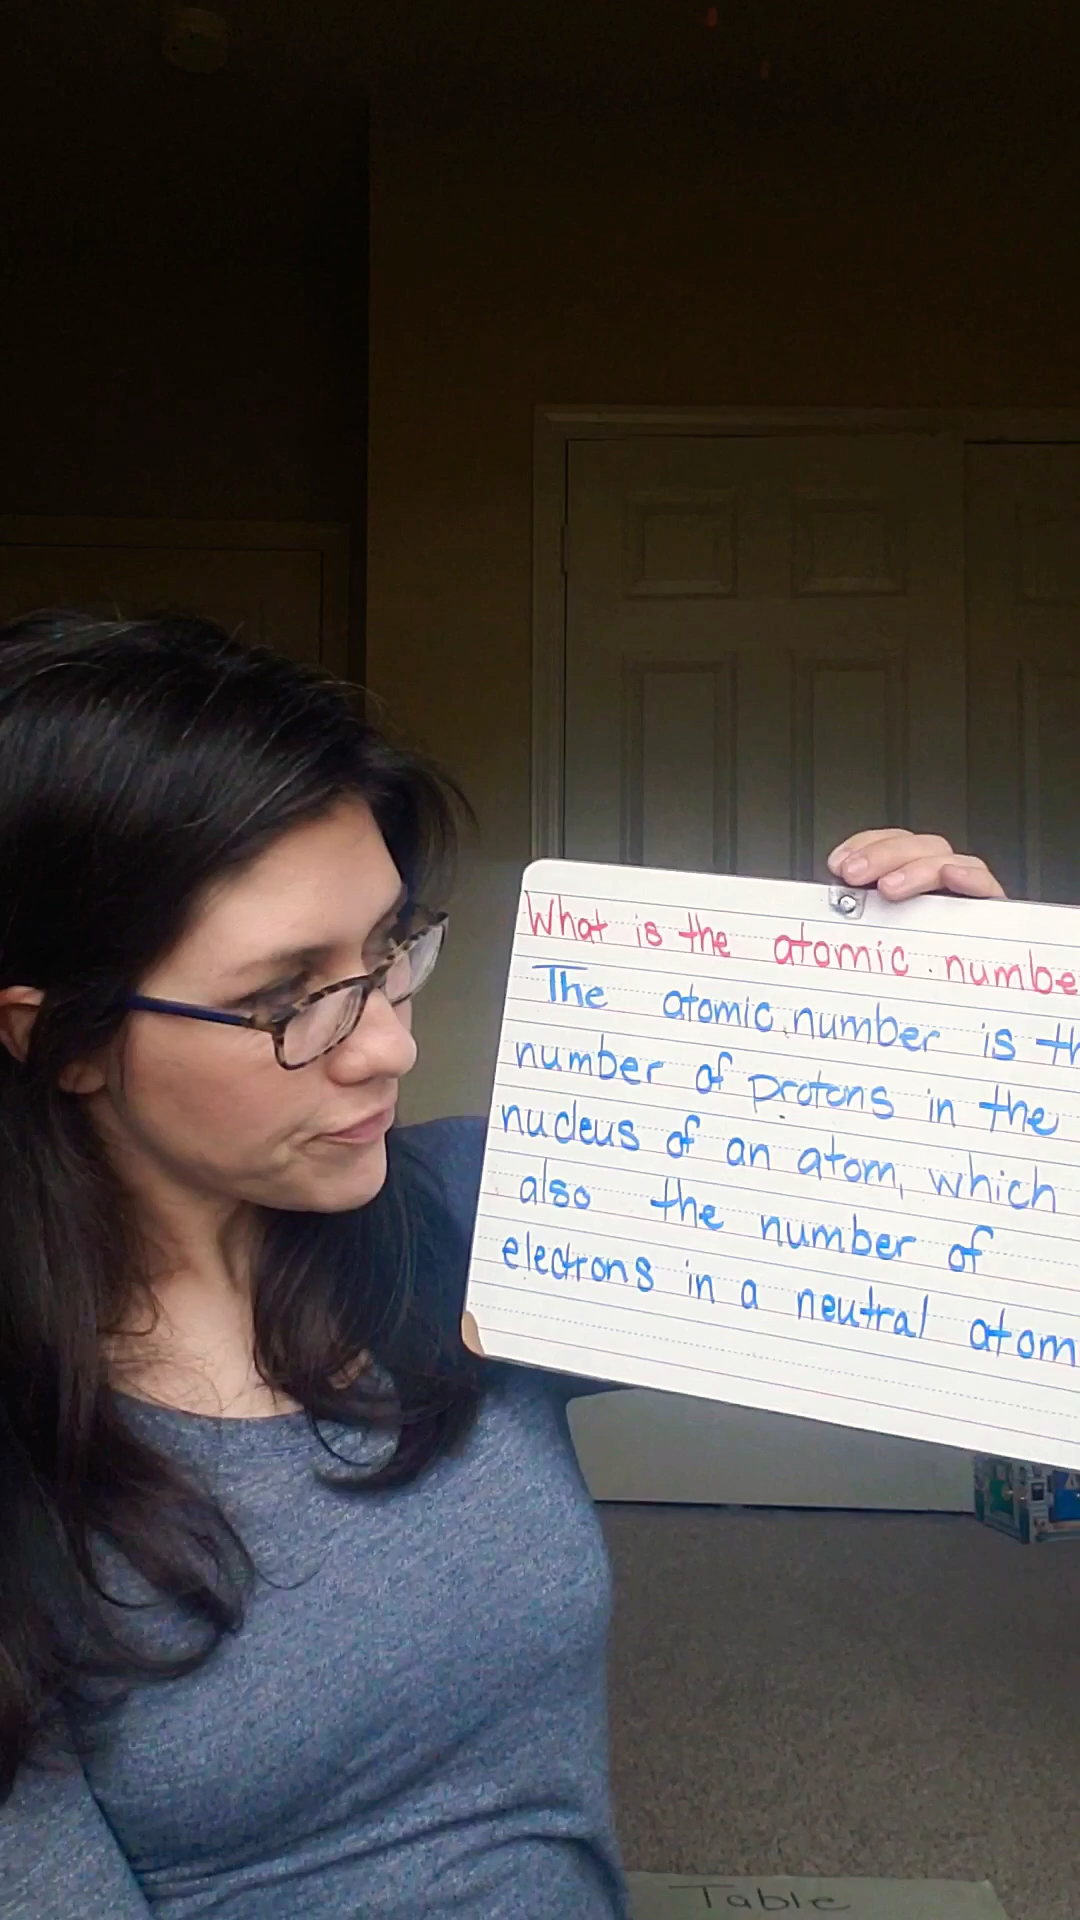 What is the atomic numbe
The atomic number is th
number of protons in the
nucleus of an atom, which
also the number of
electrons in a neutral atom
Table